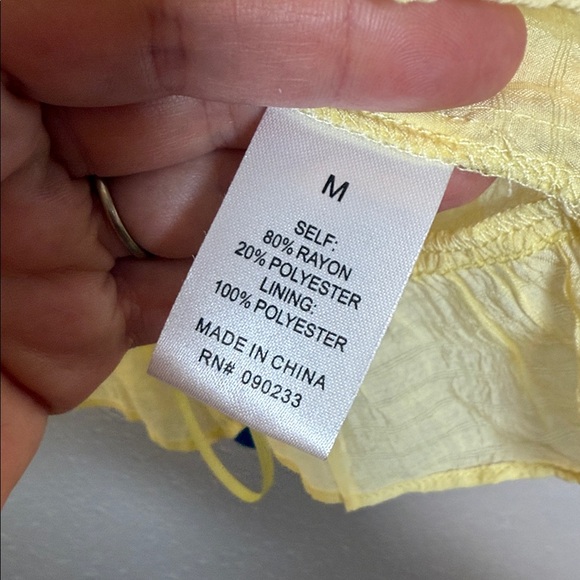 M
SELF:
80% RAYON
20% POLYESTER
LINING:
100% POLYESTER
MADE IN CHINA
RN# 090233